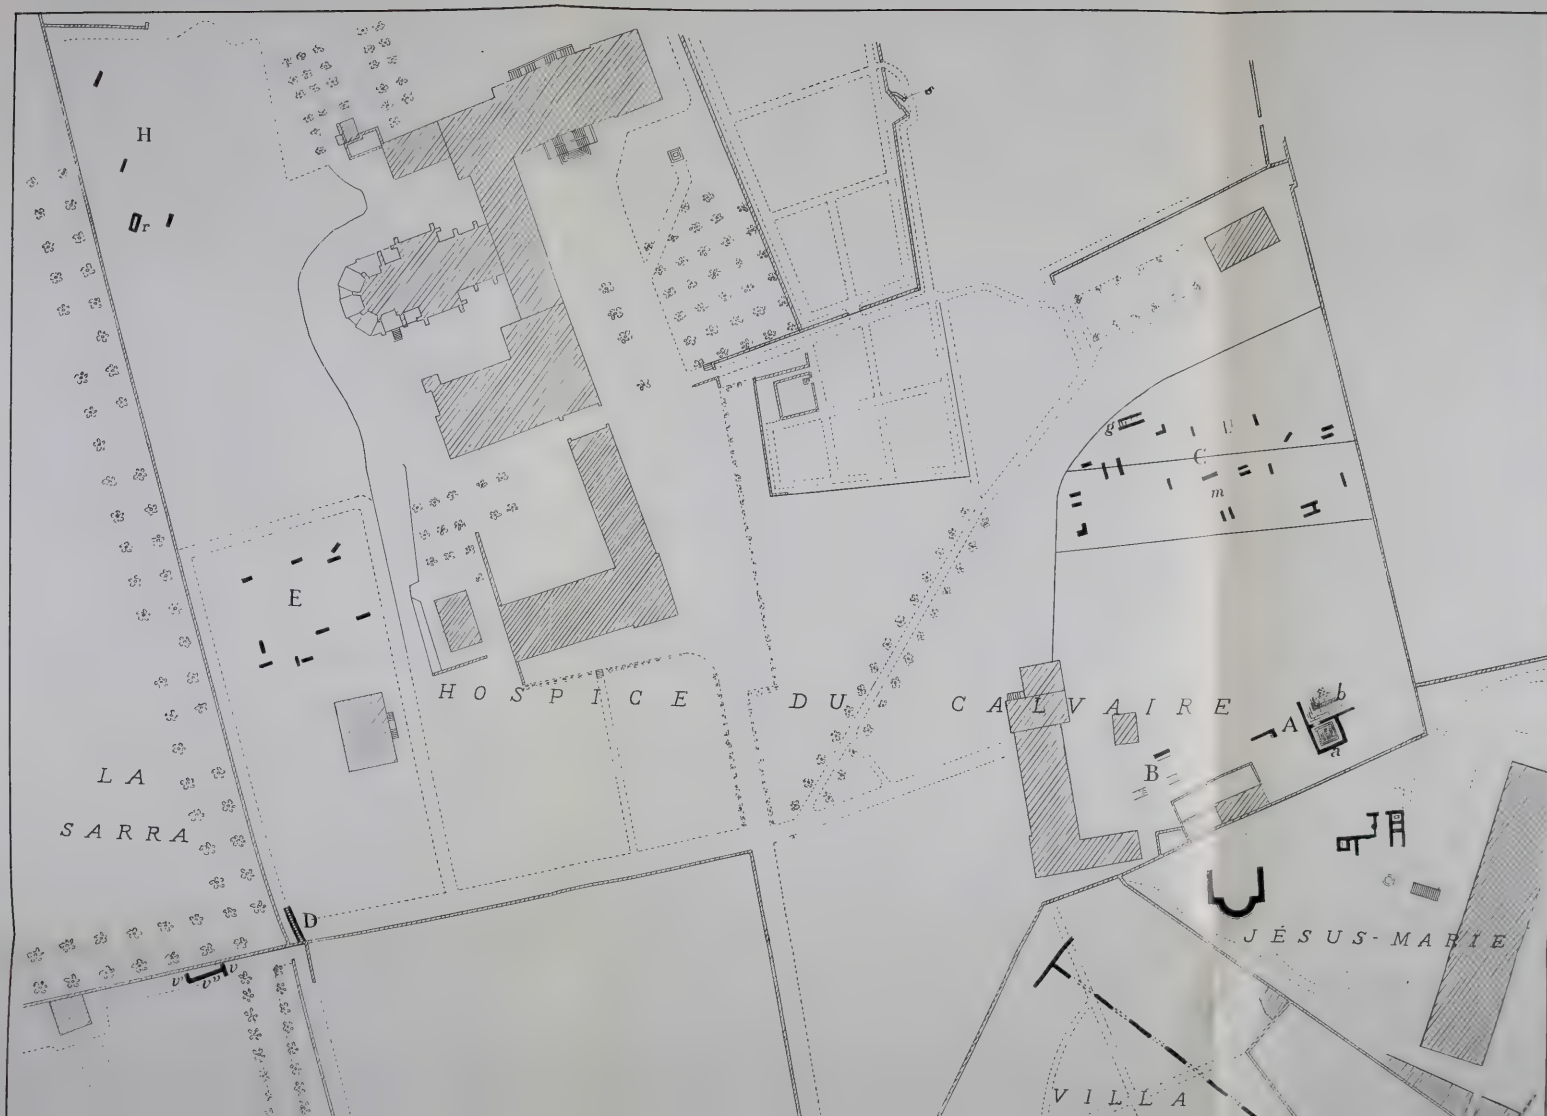 H
r
g
C
m
E
HOSPICE DU CALVAIRE
b
A
a
B
LA
SARRA
D
v' v'' v
JÉSUS-MARIE
VILLA